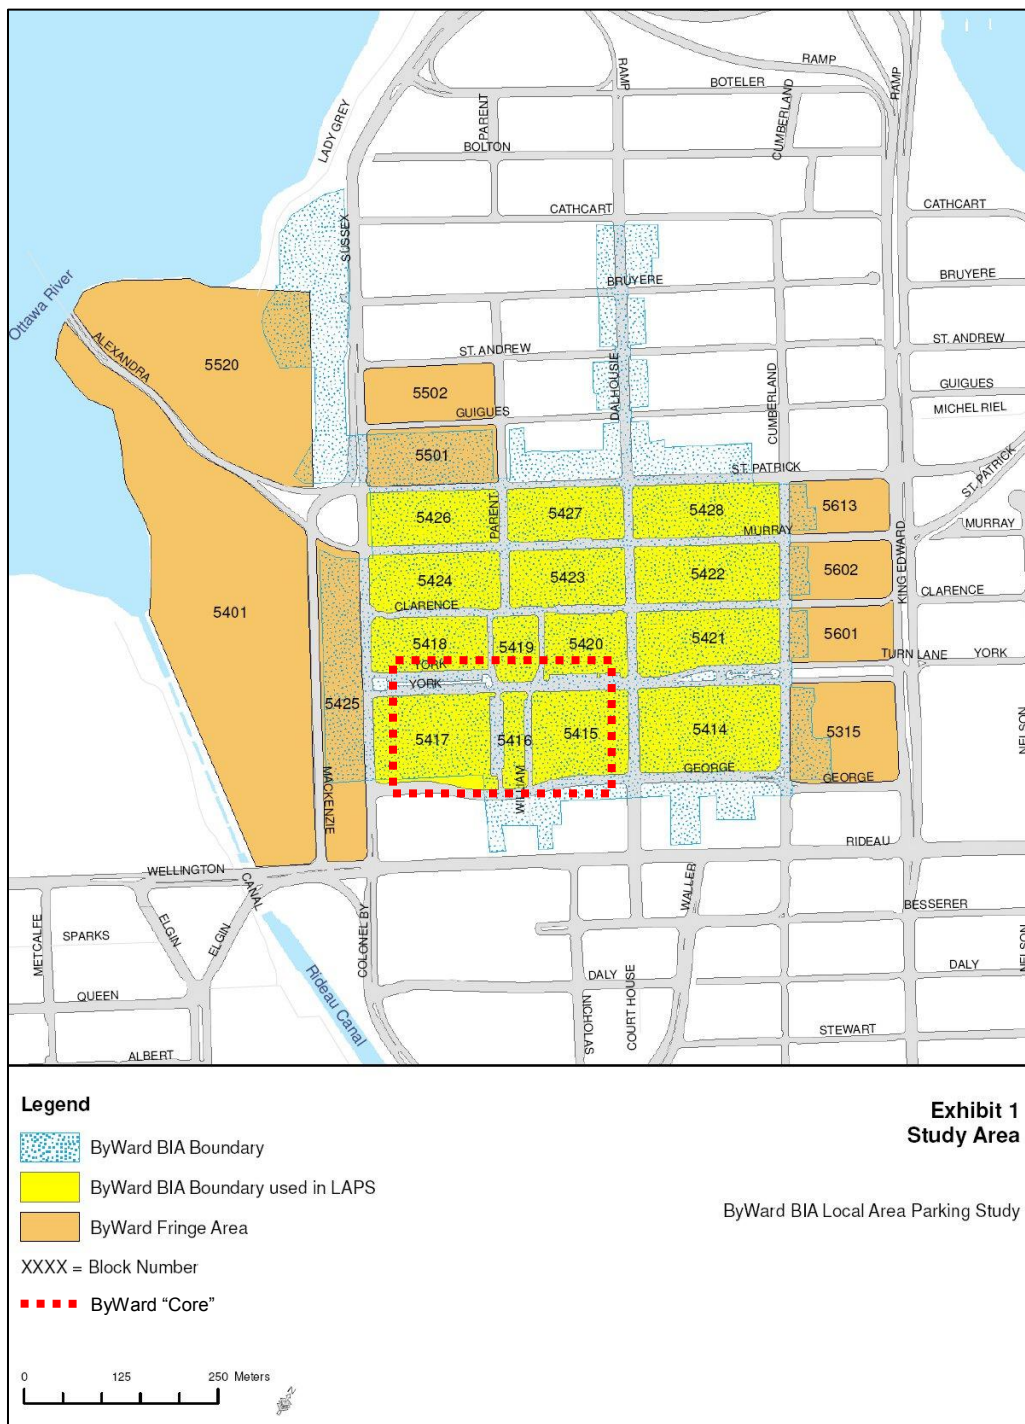 RAMP
RAMP
RAMP
BOTELER
CUMBERLAND
PARENT
LADY GREY
BOLTON
CATHCART
CATHCART
SUSSEX
BRUYERE
BRUYERE
Ottawa River
ALEXANDRA
ST. ANDREW
ST. ANDREW
5520
5502
DALHOUSIE
CUMBERLAND
GUIGUES
GUIGUES
MICHEL RIEL
5501
ST. PATRICK
ST. PATRICK
5426
PARENT
5427
5428
MURRAY
5613
KING EDWARD
MURRAY
5424
5423
5422
5602
5401
CLARENCE
CLARENCE
5418
5419
5420
5421
5601
TURN LANE
YORK
YORK
YORK
5425
5417
5416
5415
5414
5315
NELSON
GEORGE
GEORGE
WILLIAM
MACKENZIE
RIDEAU
WELLINGTON
CANAL
WALLER
BESSERER
METCALFE
SPARKS
ELGIN
ELGIN
COLONEL BY
NELSON
DALY
DALY
QUEEN
Rideau Canal
NICHOLAS
COURT HOUSE
STEWART
ALBERT
Legend
Exhibit 1
Study Area
ByWard BIA Boundary
ByWard BIA Boundary used in LAPS
ByWard BIA Local Area Parking Study
ByWard Fringe Area
XXXX = Block Number
ByWard “Core”
0 125 250 Meters
N